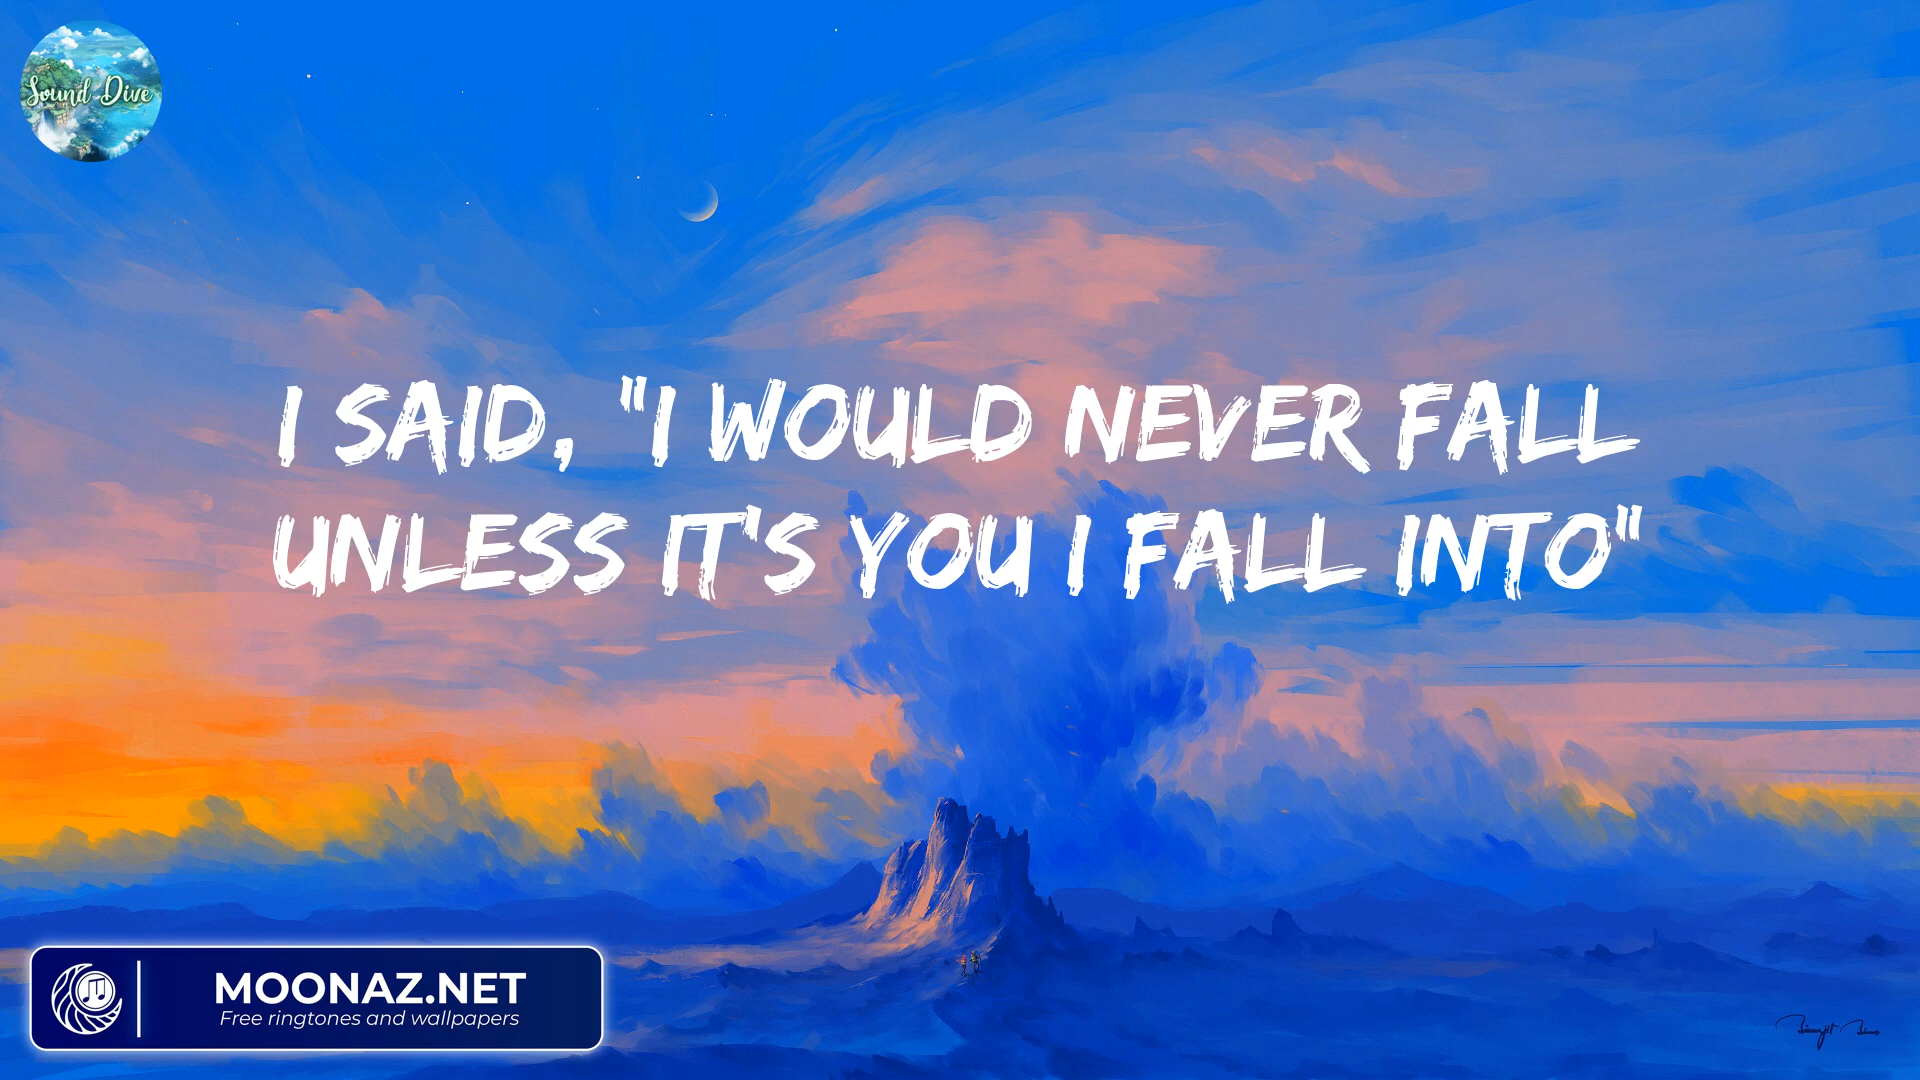 Sound Dive
I SAID, "I WOULD NEVER FALL
UNLESS IT'S YOU I FALL INTO"
MOONAZ.NET
Free ringtones and wallpapers